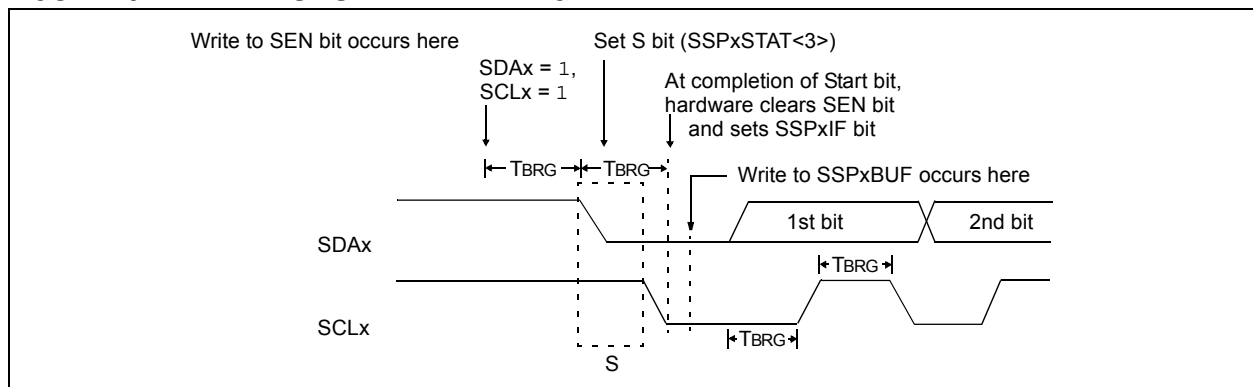 Write to SEN bit occurs here
Set S bit (SSPxSTAT<3>)
SDAx = 1,
SCLx = 1
At completion of Start bit,
hardware clears SEN bit
and sets SSPxIF bit
TBRG
TBRG
Write to SSPxBUF occurs here
1st bit
2nd bit
SDAx
TBRG
SCLx
TBRG
S